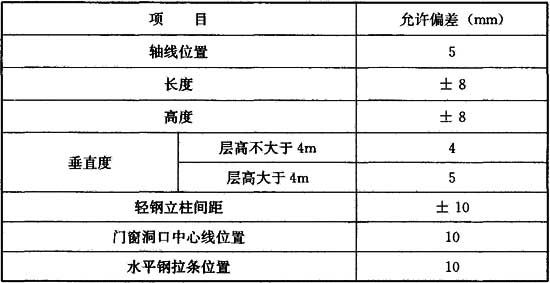 项 目 允许偏差（mm）
轴线位置 5
长度 ± 8
高度 ± 8
垂直度 层高不大于 4m 4
层高大于 4m 5
轻钢立柱间距 ± 10
门窗洞口中心线位置 10
水平钢拉条位置 10